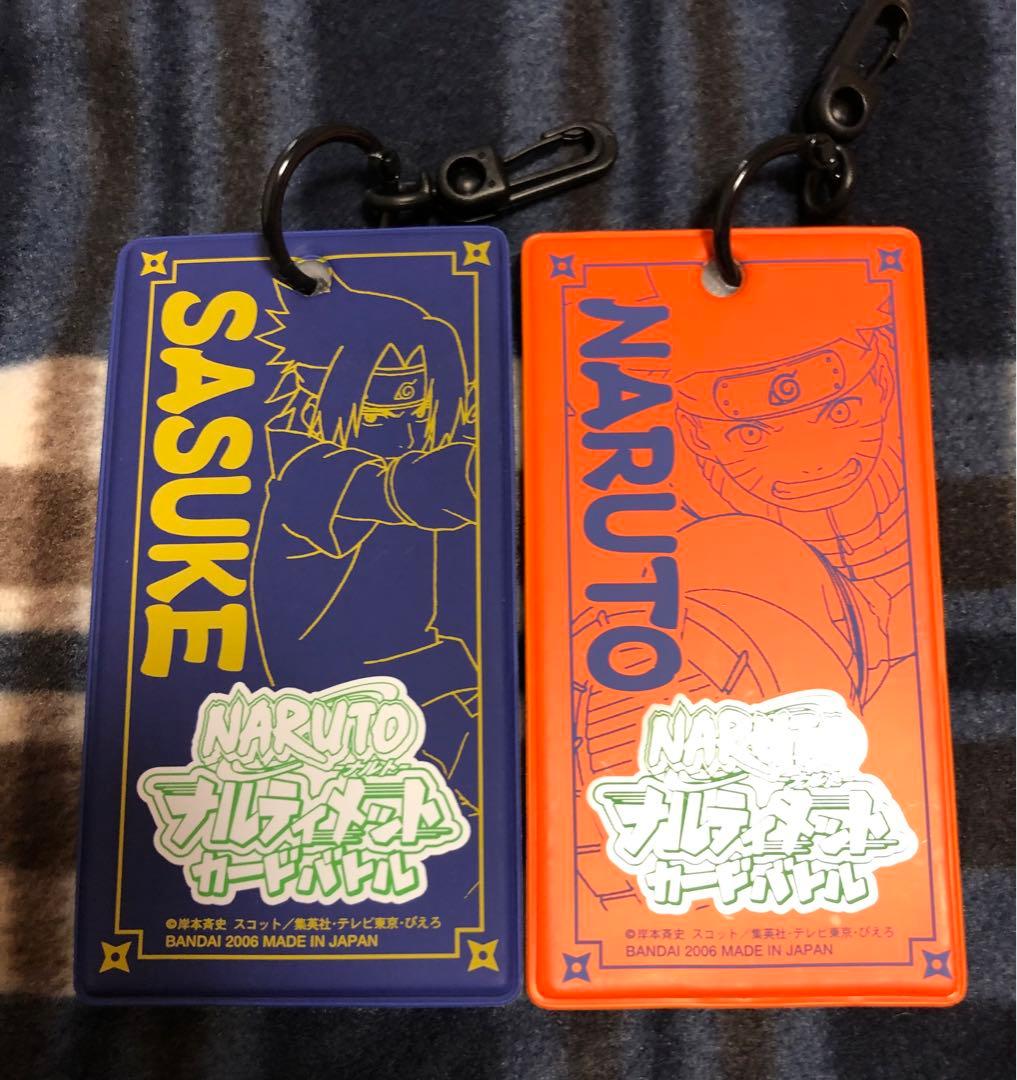 SASUKE
NARUTO
ナルト
ナルティメット
カードバトル
©岸本斉史 スコット／集英社・テレビ東京・ぴえろ
BANDAI 2006 MADE IN JAPAN
NARUTO
NARUTO
ナルト
ナルティメット
カードバトル
©岸本斉史 スコット／集英社・テレビ東京・ぴえろ
BANDAI 2006 MADE IN JAPAN